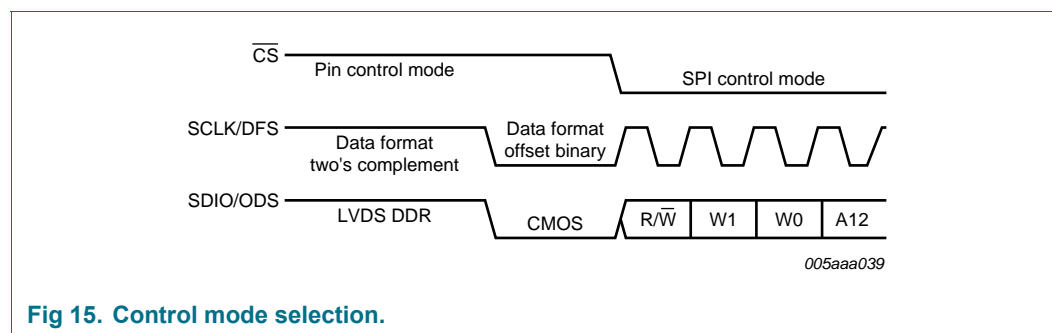 CS
Pin control mode
SPI control mode
SCLK/DFS
Data format
two's complement
Data format
offset binary
SDIO/ODS
LVDS DDR
CMOS
R/W̅
W1
W0
A12
005aaa039
Fig 15. Control mode selection.